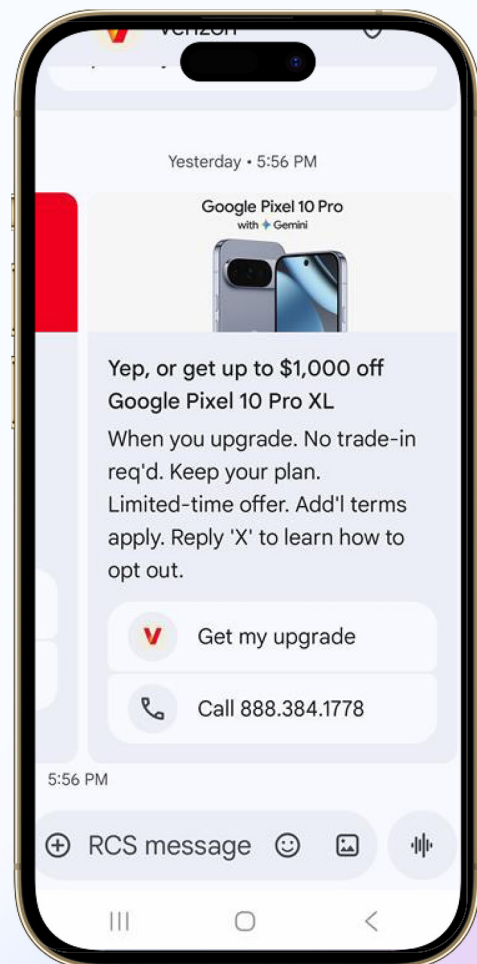 verizon
Yesterday • 5:56 PM
Google Pixel 10 Pro
with Gemini
Yep, or get up to $1,000 off
Google Pixel 10 Pro XL
When you upgrade. No trade-in
req'd. Keep your plan.
Limited-time offer. Add'l terms
apply. Reply 'X' to learn how to
opt out.
Get my upgrade
Call 888.384.1778
5:56 PM
RCS message